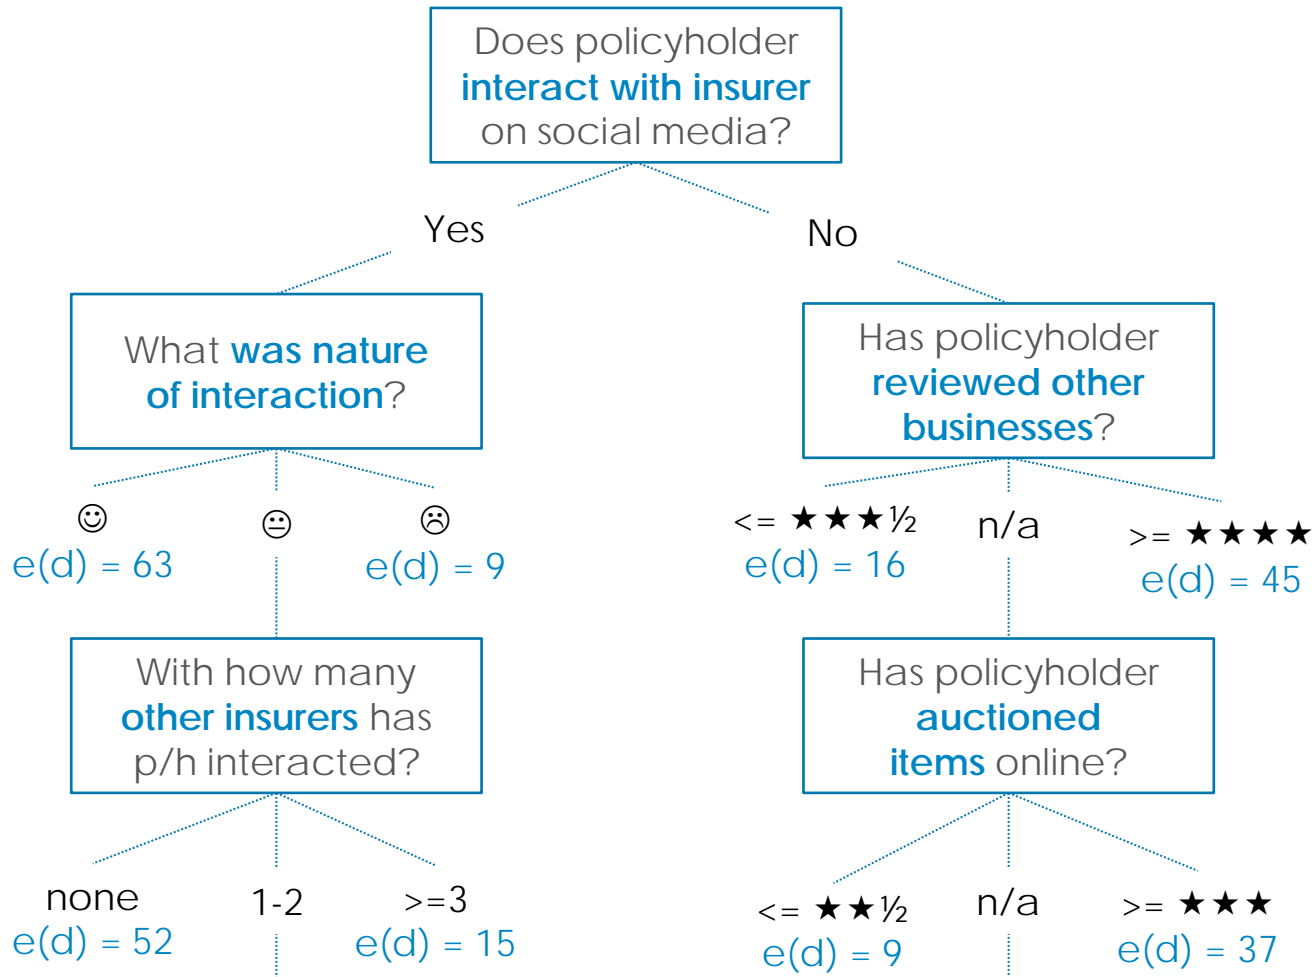 Does policyholder
interact with insurer
on social media?
Yes
No
What was nature
of interaction?
Has policyholder
reviewed other
businesses?
☺
😐
☹
e(d) = 63
e(d) = 9
<= ★★★½
n/a
>= ★★★★
e(d) = 16
e(d) = 45
With how many
other insurers has
p/h interacted?
Has policyholder
auctioned
items online?
none
1-2
>=3
e(d) = 52
e(d) = 15
<= ★★½
n/a
>= ★★★
e(d) = 9
e(d) = 37